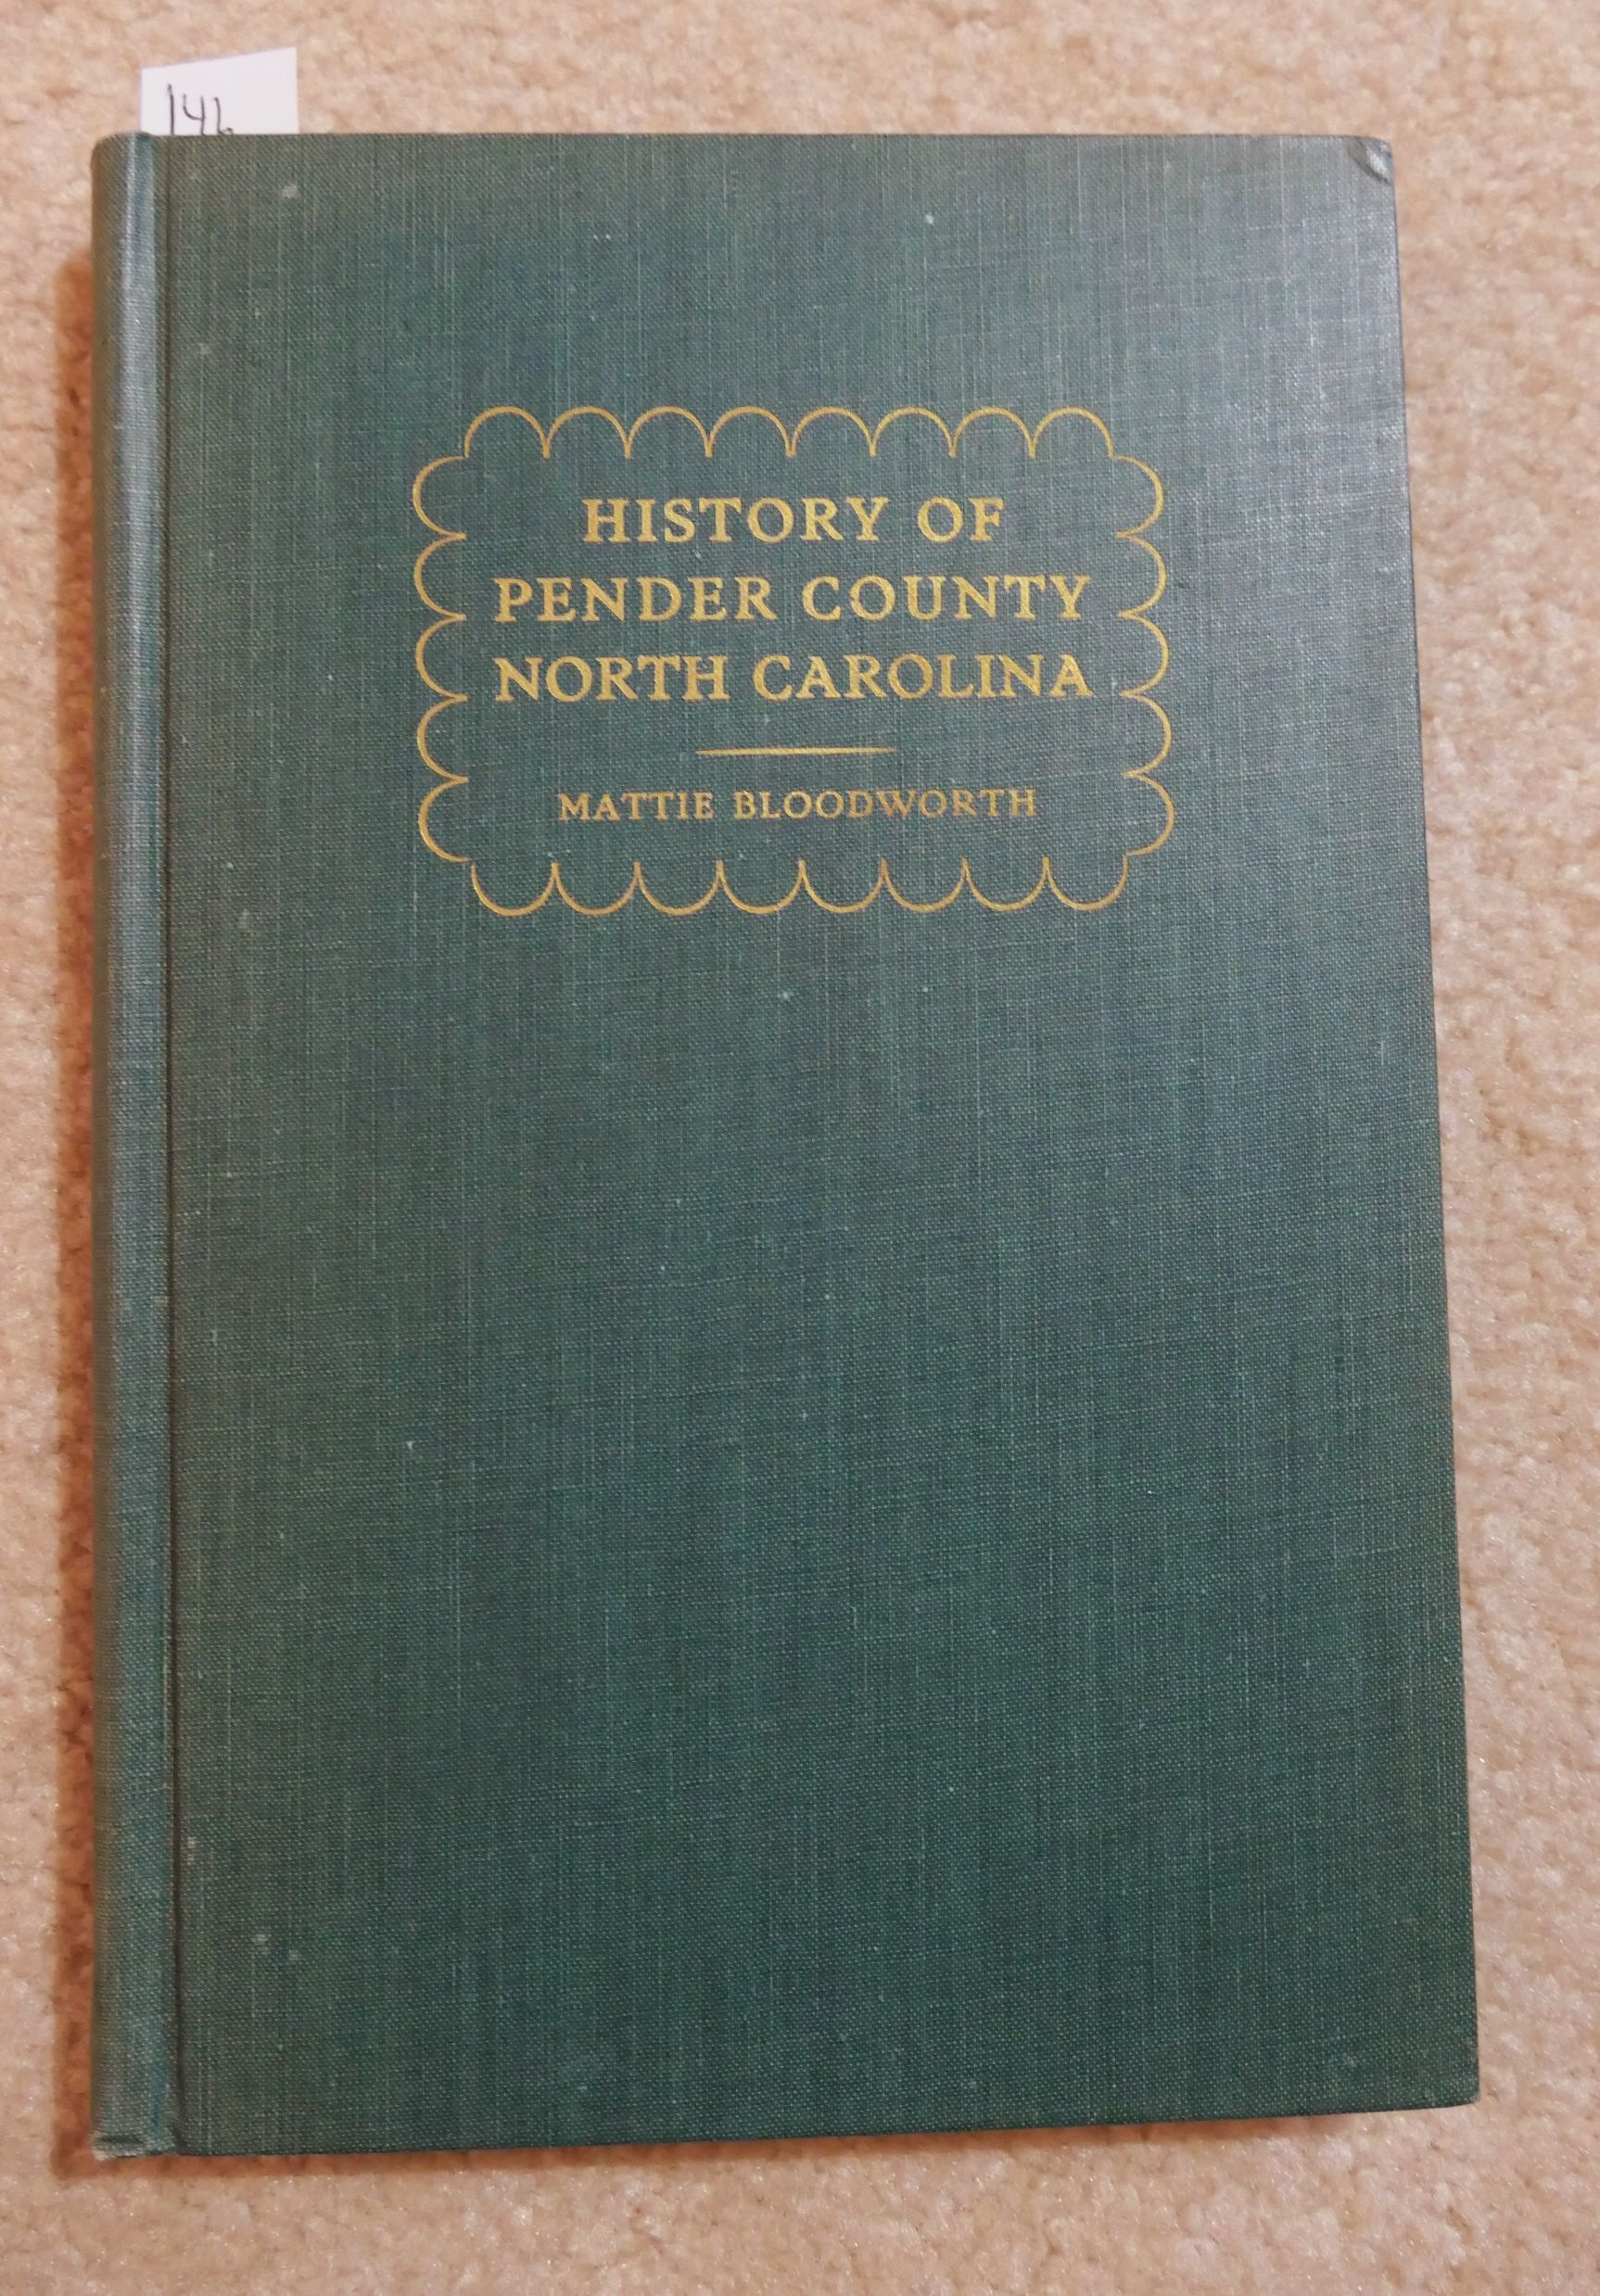 146
HISTORY OF
PENDER COUNTY
NORTH CAROLINA
MATTIE BLOODWORTH